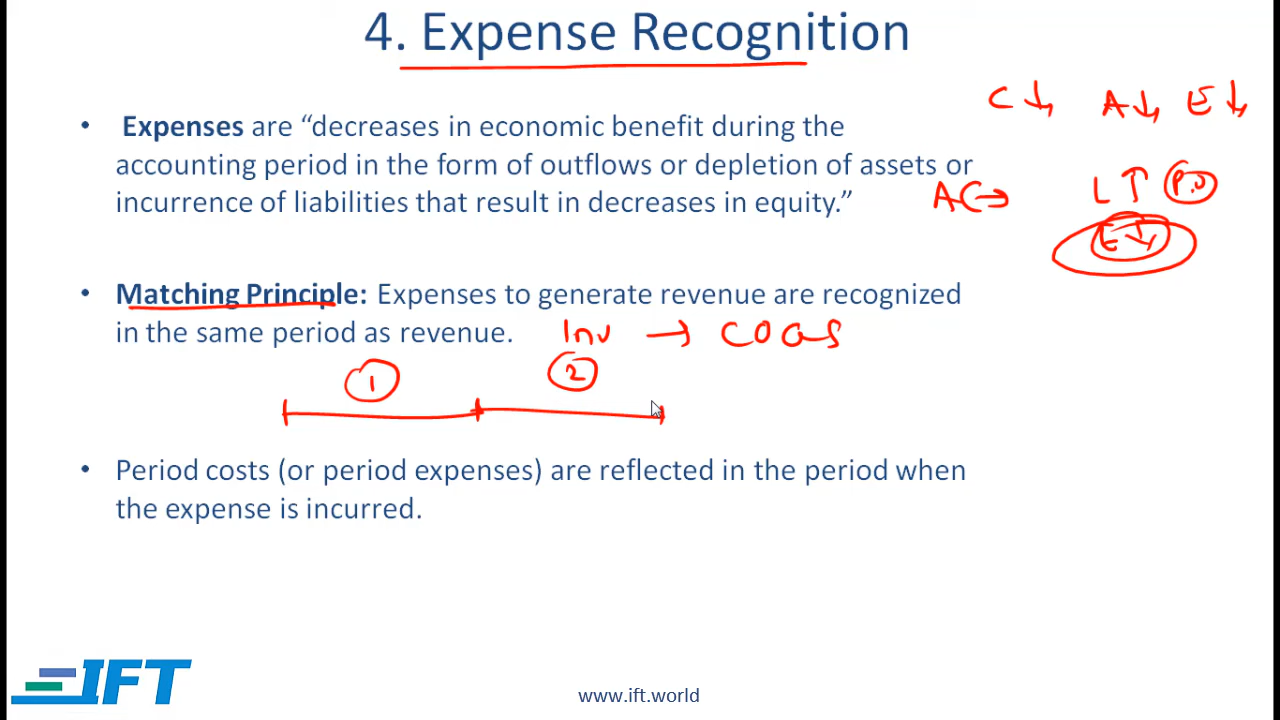 4. Expense Recognition
C↓ A↓ E↓
• Expenses are “decreases in economic benefit during the
accounting period in the form of outflows or depletion of assets or
incurrence of liabilities that result in decreases in equity.”
L↑
E↓
• Matching Principle: Expenses to generate revenue are recognized
in the same period as revenue.
Inv → COGS
1 2
• Period costs (or period expenses) are reflected in the period when
the expense is incurred.
IFT
www.ift.world